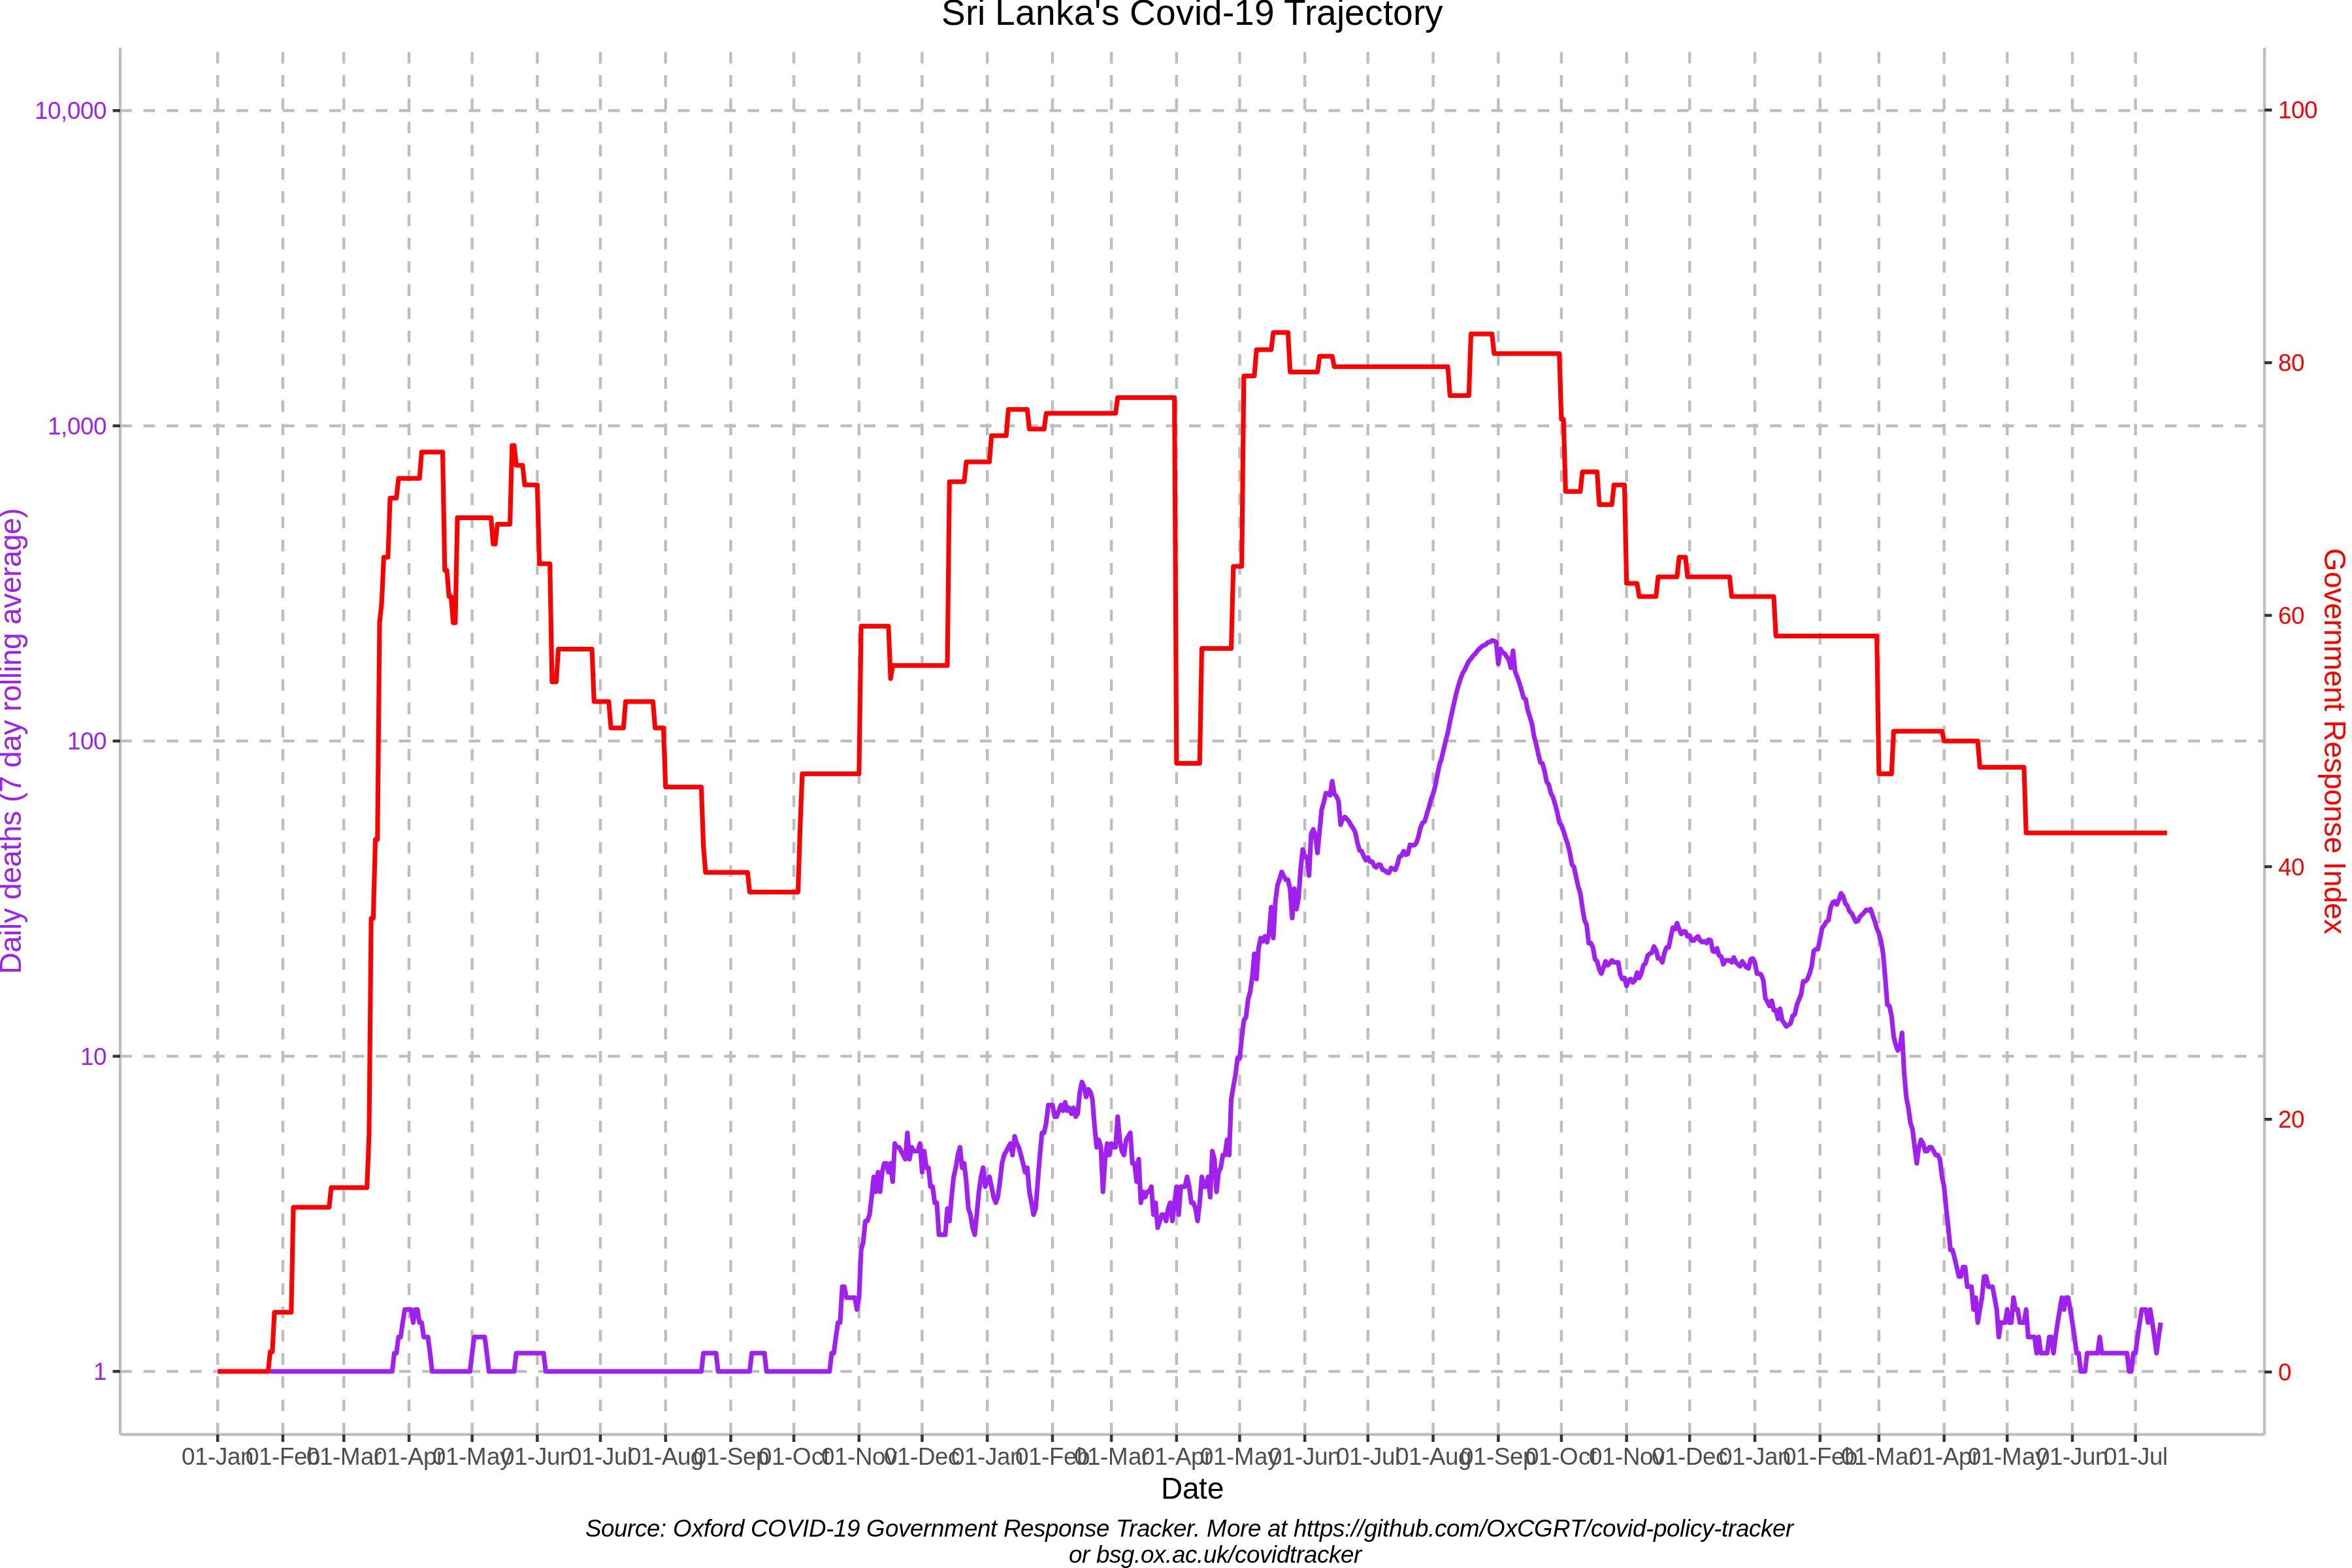 Sri Lanka's Covid-19 Trajectory
10,000
1,000
100
10
1
Daily deaths (7 day rolling average)
100
80
60
40
20
0
Government Response Index
01-Jan 01-Feb 01-Mar 01-Apr 01-May 01-Jun 01-Jul 01-Aug 01-Sep 01-Oct 01-Nov 01-Dec 01-Jan 01-Feb 01-Mar 01-Apr 01-May 01-Jun 01-Jul 01-Aug 01-Sep 01-Oct 01-Nov 01-Dec 01-Jan 01-Feb 01-Mar 01-Apr 01-May 01-Jun 01-Jul
Date
Source: Oxford COVID-19 Government Response Tracker. More at https://github.com/OxCGRT/covid-policy-tracker
or bsg.ox.ac.uk/covidtracker